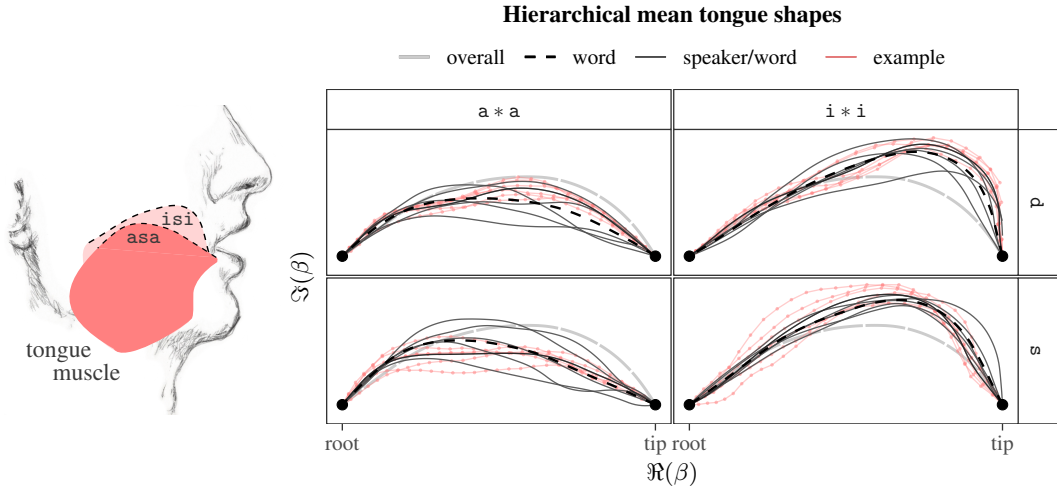 Hierarchical mean tongue shapes
overall word speaker/word example
a * a i * i
isi
asa
d
tongue
muscle
ℑ(β)
s
root tip root tip
ℜ(β)